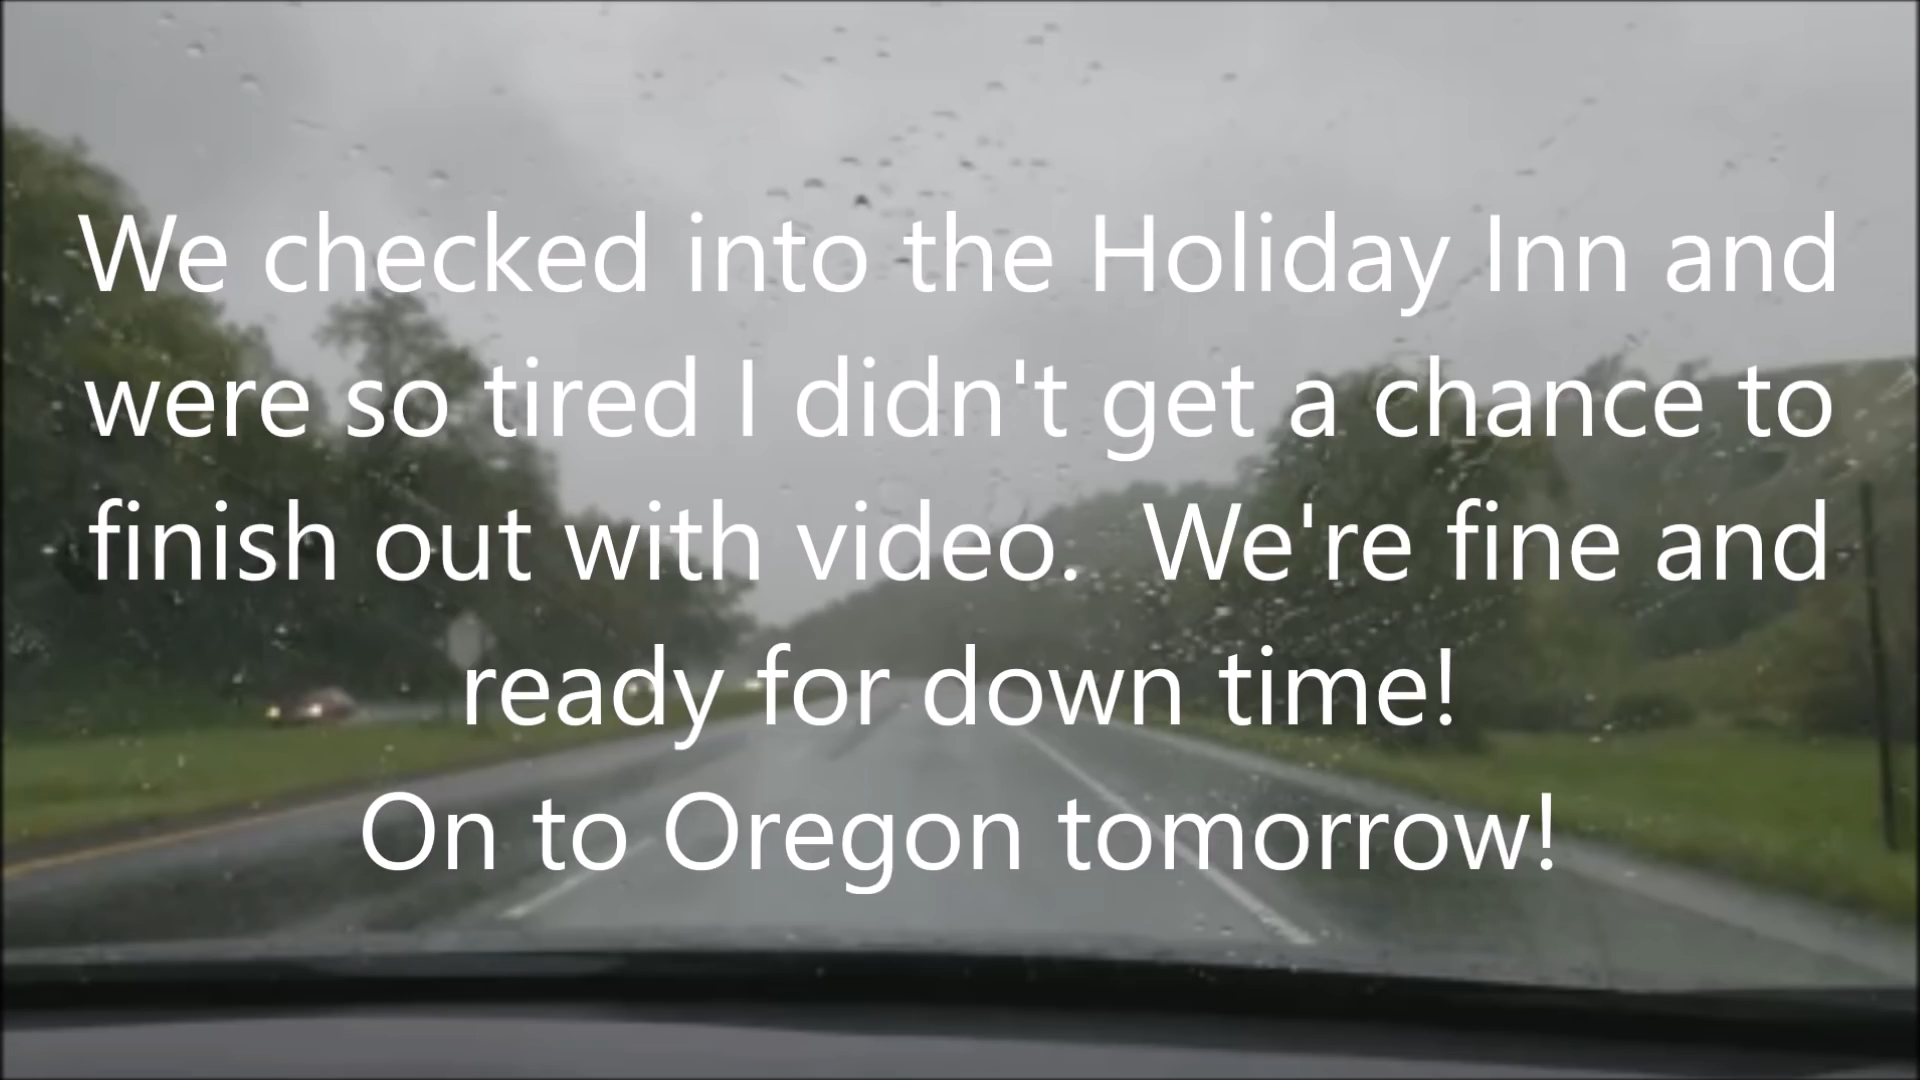 We checked into the Holiday Inn and
were so tired I didn't get a chance to
finish out with video.  We're fine and
ready for down time!
On to Oregon tomorrow!